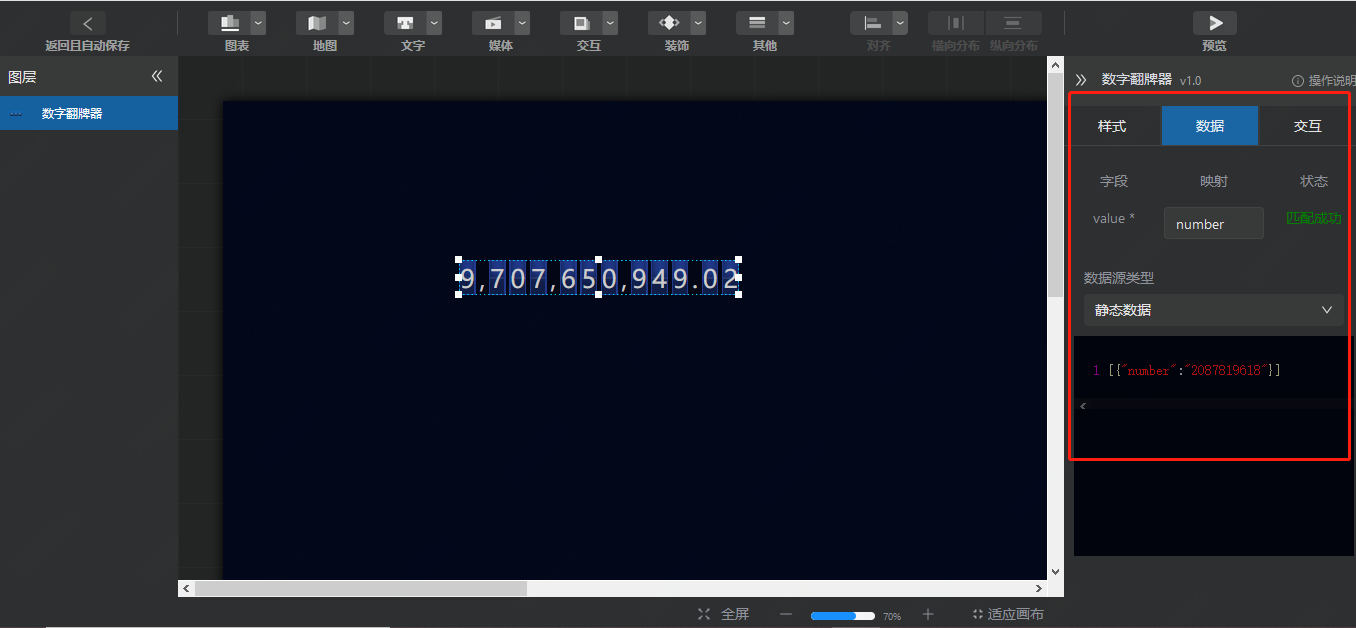 返回且自动保存
图表
地图
文字
媒体
交互
装饰
其他
对齐
横向分布
纵向分布
预览
图层
数字翻牌器
9,707,650,949.02
数字翻牌器 v1.0
操作说明
样式
数据
交互
字段
映射
状态
value *
number
匹配成功
数据源类型
静态数据
1 [{"number":"2087819618"}]
全屏
70%
适应画布